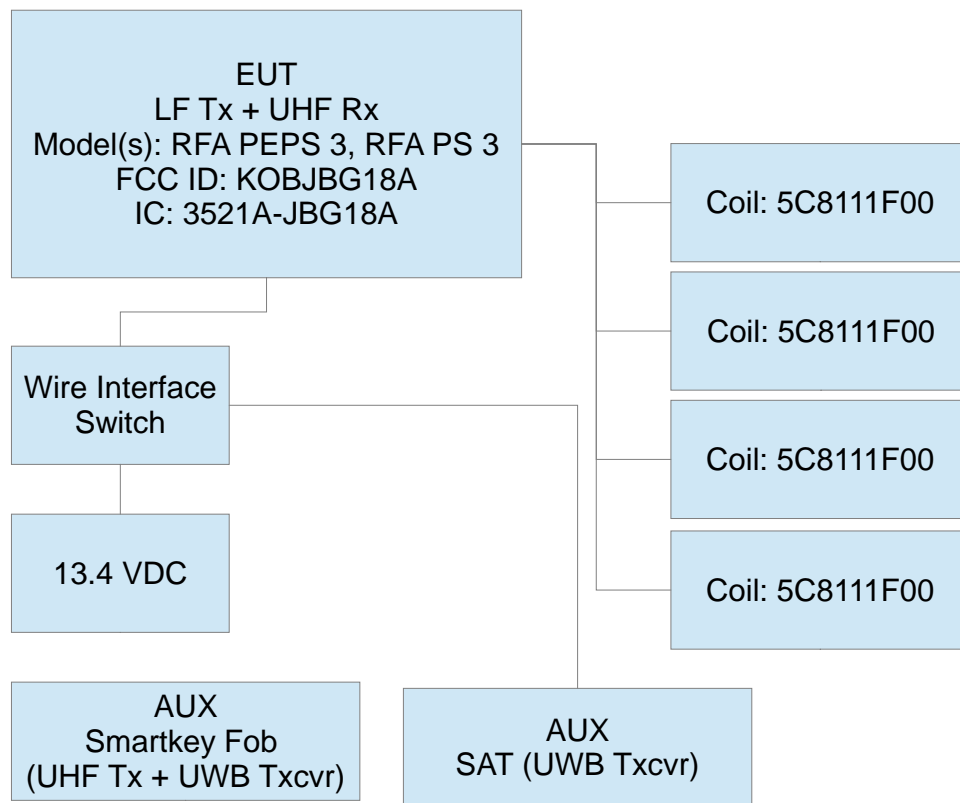 EUT
LF Tx + UHF Rx
Model(s): RFA PEPS 3, RFA PS 3
FCC ID: KOBJBG18A
IC: 3521A-JBG18A
Coil: 5C8111F00
Coil: 5C8111F00
Coil: 5C8111F00
Coil: 5C8111F00
Wire Interface
Switch
13.4 VDC
AUX
Smartkey Fob
(UHF Tx + UWB Txcvr)
AUX
SAT (UWB Txcvr)